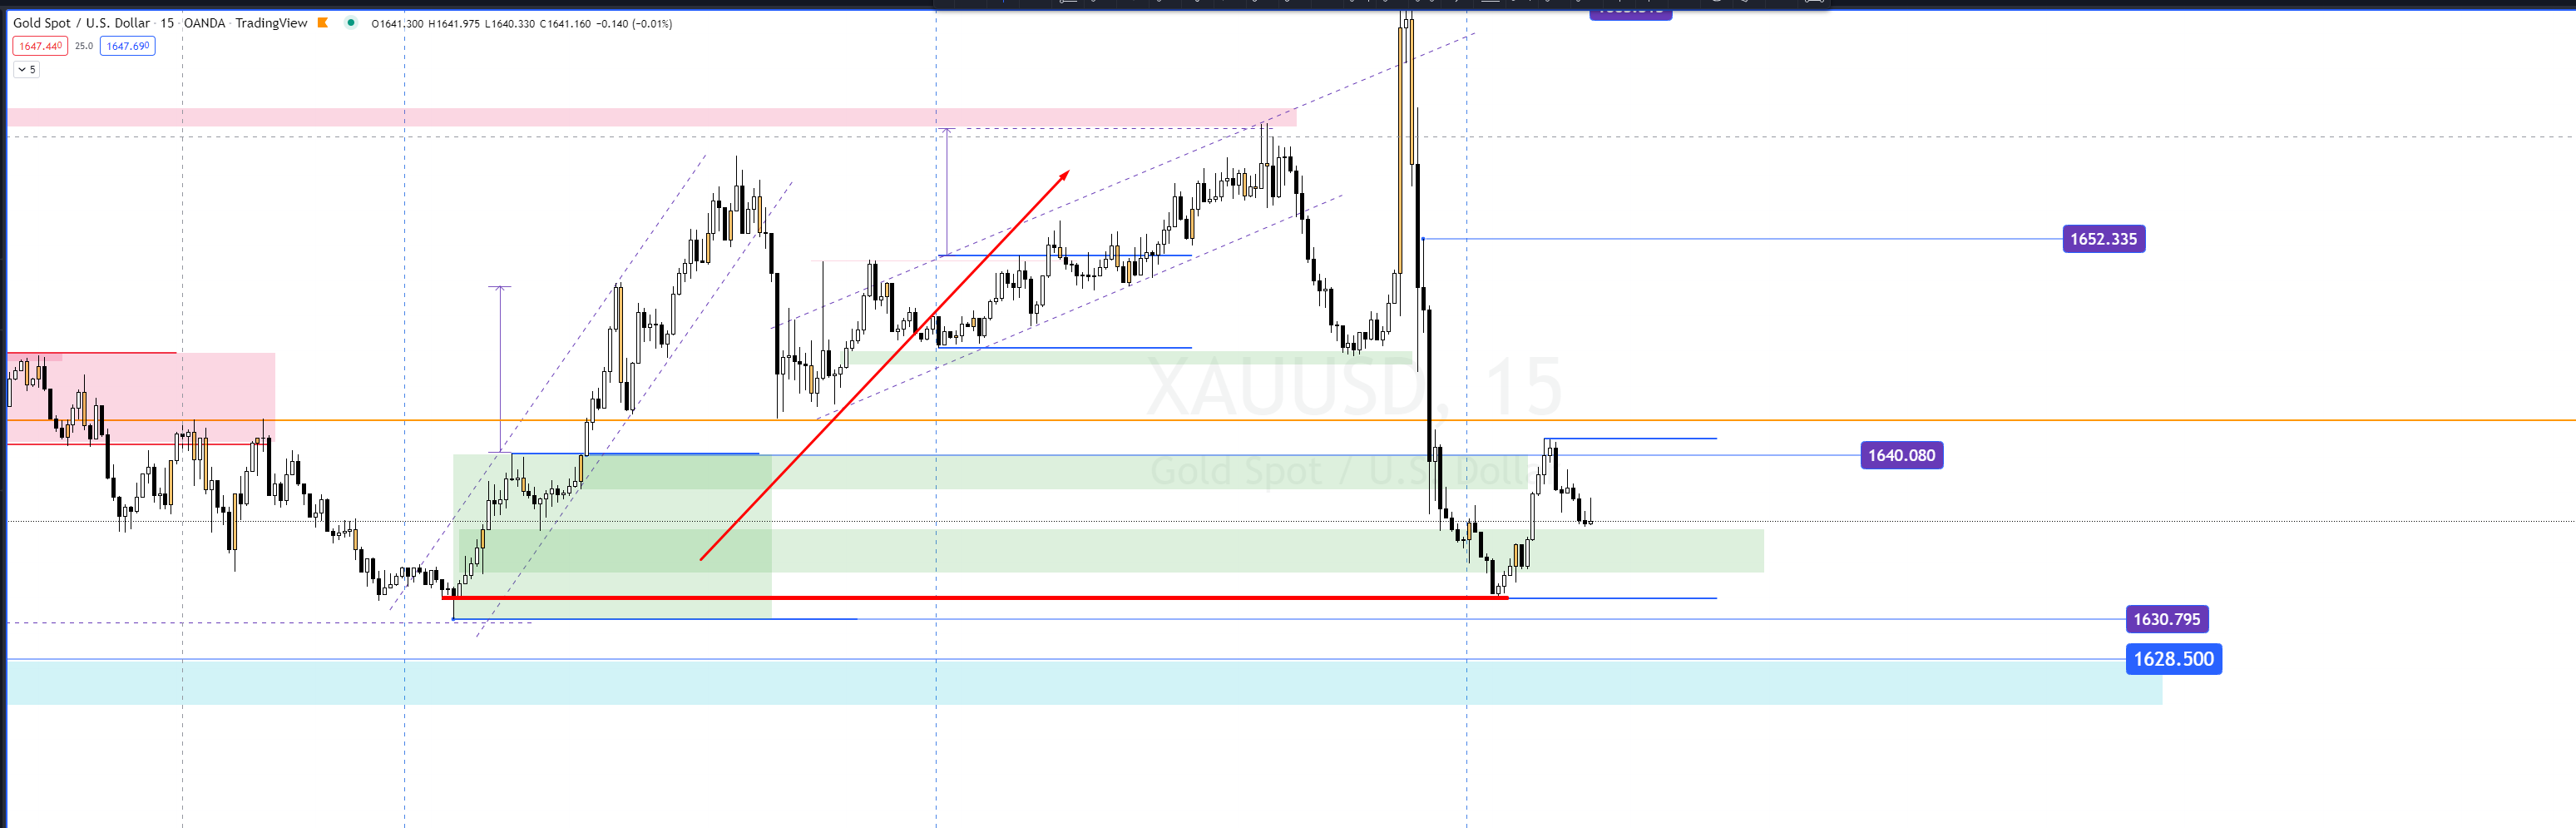 Gold Spot / U.S. Dollar · 15 · OANDA · TradingView O1641.300 H1641.975 L1640.330 C1641.160 −0.140 (−0.01%)
1647.440 25.0 1647.690
5
1652.335
XAUUSD, 15
1640.080
Gold Spot / U.S. Dolla
1630.795
1628.500